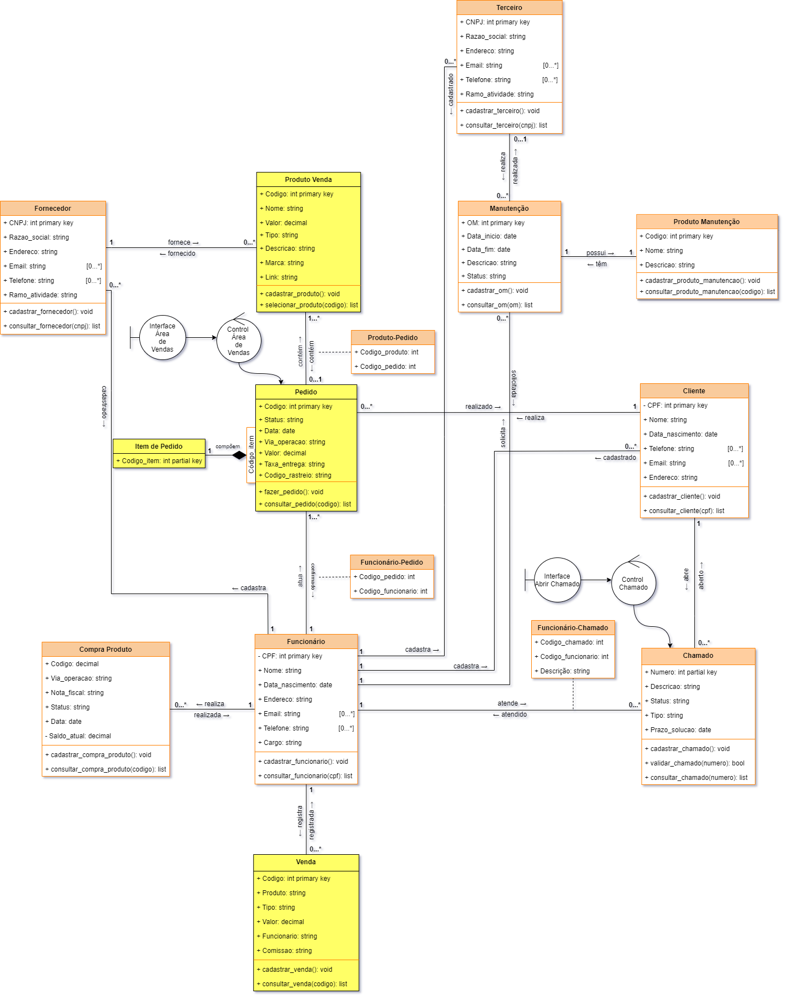 Terceiro
+ CNPJ: int primary key
+ Razao_social: string
+ Endereco: string
+ Email: string [0...*]
+ Telefone: string [0...*]
+ Ramo_atividade: string
+ cadastrar_terceiro(): void
+ consultar_terceiro(cnpj): list
0...*
← cadastrado
0...1
← realiza
realizada →
0...*
Produto Venda
+ Codigo: int primary key
+ Nome: string
+ Valor: decimal
+ Tipo: string
+ Descricao: string
+ Marca: string
+ Link: string
+ cadastrar_produto(): void
+ selecionar_produto(codigo): list
Fornecedor
+ CNPJ: int primary key
+ Razao_social: string
+ Endereco: string
+ Email: string [0...*]
+ Telefone: string [0...*]
+ Ramo_atividade: string
+ cadastrar_fornecedor(): void
+ consultar_fornecedor(cnpj): list
1
fornece →
0...*
← fornecido
0...*
Manutenção
+ OM: int primary key
+ Data_inicio: date
+ Data_fim: date
+ Descricao: string
+ Status: string
+ cadastrar_om(): void
+ consultar_om(om): list
1
possui →
1
← têm
Produto Manutenção
+ Codigo: int primary key
+ Nome: string
+ Descricao: string
+ cadastrar_produto_manutencao(): void
+ consultar_produto_manutencao(codigo): list
Interface
Área
de
Vendas
Control
Área
de
Vendas
1...*
contém →
← contém
0...1
0...*
Produto-Pedido
+ Codigo_produto: int
+ Codigo_pedido: int
cadastrado →
solicitada →
solicita →
Pedido
+ Codigo: int primary key
+ Status: string
+ Data: date
+ Via_operacao: string
+ Valor: decimal
+ Taxa_entrega: string
+ Codigo_rastreio: string
+ fazer_pedido(): void
+ consultar_pedido(codigo): list
0...*
realizado →
1
← realiza
Cliente
- CPF: int primary key
+ Nome: string
+ Data_nascimento: date
+ Telefone: string [0...*]
+ Email: string [0...*]
+ Endereco: string
+ cadastrar_cliente(): void
+ consultar_cliente(cpf): list
0...*
← cadastrado
Item de Pedido
+ Codigo_item: int partial key
1
compõem
Código_item
1...*
atua →
confirmado →
1
Funcionário-Pedido
+ Codigo_pedido: int
+ Codigo_funcionario: int
1
← abre
aberto →
0...*
Interface
Abrir Chamado
Control
Chamado
← cadastra
1
Funcionário-Chamado
+ Codigo_chamado: int
+ Codigo_funcionario: int
+ Descrição: string
Compra Produto
+ Codigo: decimal
+ Via_operacao: string
+ Nota_fiscal: string
+ Status: string
+ Data: date
- Saldo_atual: decimal
+ cadastrar_compra_produto(): void
+ consultar_compra_produto(codigo): list
0...*
← realiza
1
realizada →
Funcionário
- CPF: int primary key
+ Nome: string
+ Data_nascimento: date
+ Endereco: string
+ Email: string [0...*]
+ Telefone: string [0...*]
+ Cargo: string
+ cadastrar_funcionario(): void
+ consultar_funcionario(cpf): list
1
cadastra →
1
cadastra →
1
1
atende →
0...*
← atendido
Chamado
+ Numero: int partial key
+ Descricao: string
+ Status: string
+ Tipo: string
+ Prazo_solucao: date
+ cadastrar_chamado(): void
+ validar_chamado(numero): bool
+ consultar_chamado(numero): list
1
← registra
registrada →
0...*
Venda
+ Codigo: int primary key
+ Produto: string
+ Tipo: string
+ Valor: decimal
+ Funcionario: string
+ Comissao: string
+ cadastrar_venda(): void
+ consultar_venda(codigo): list